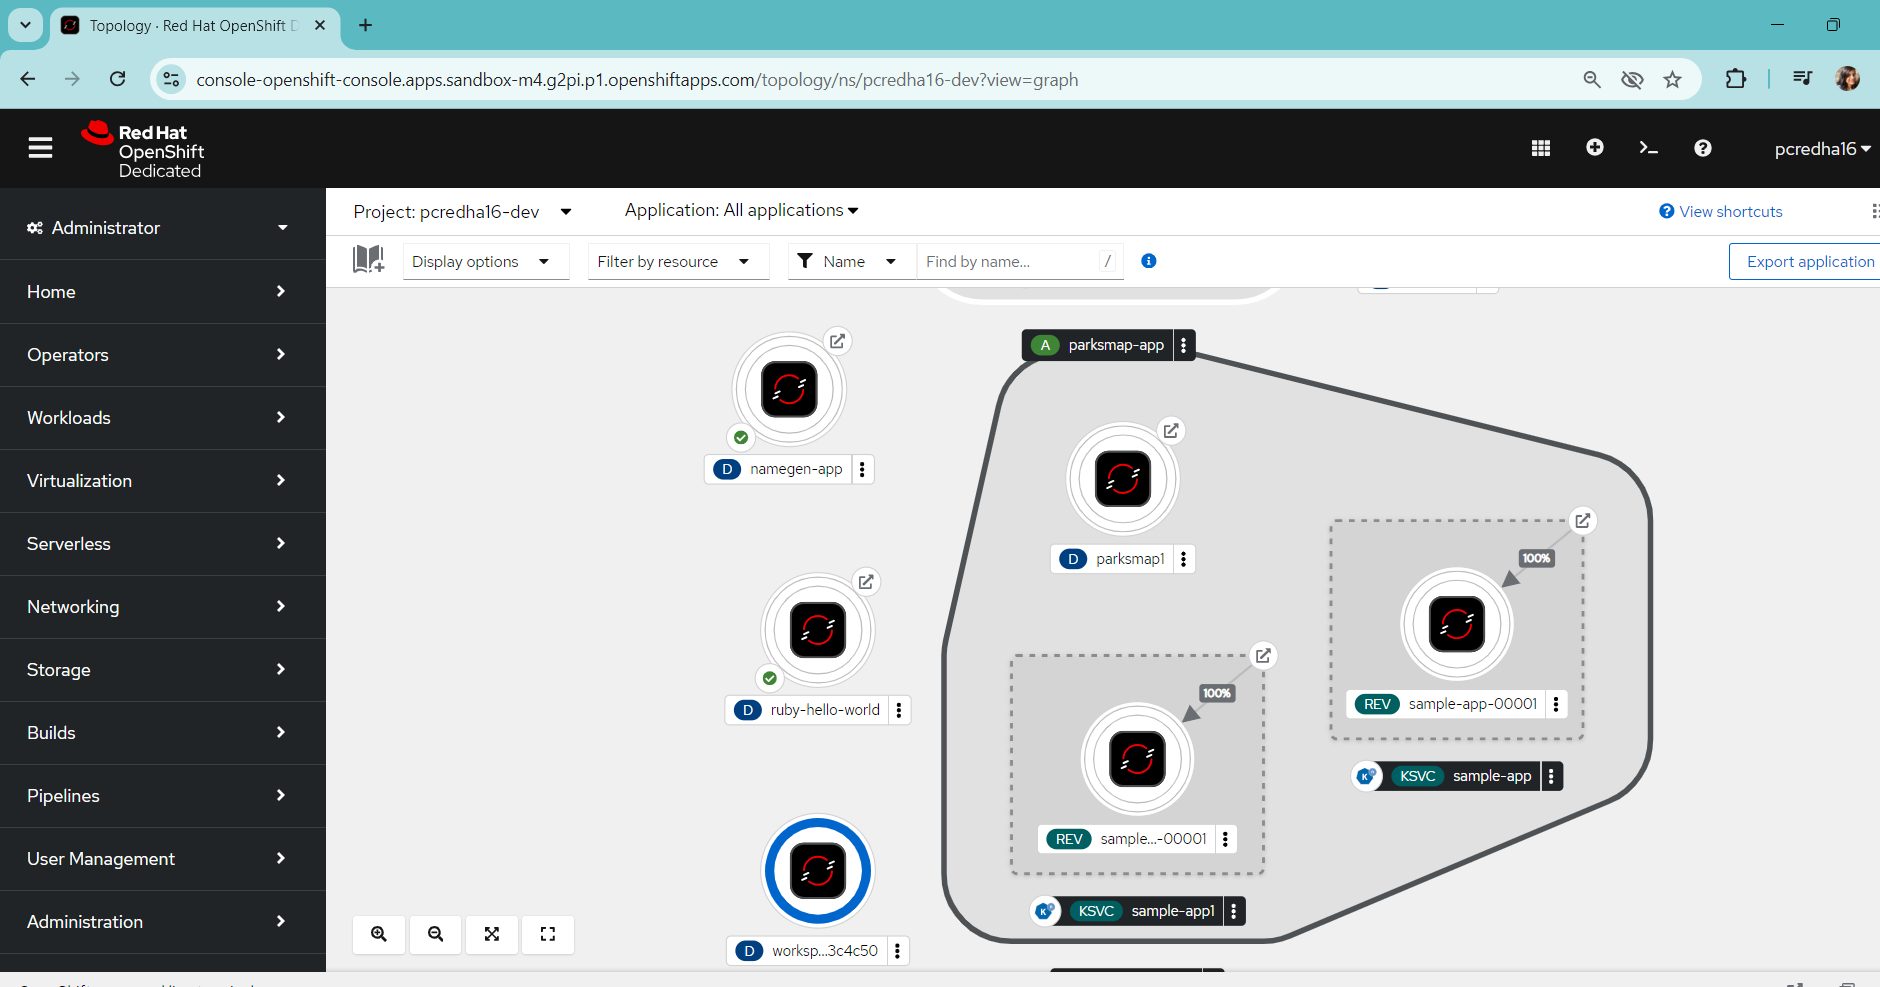 Topology · Red Hat OpenShift D
console-openshift-console.apps.sandbox-m4.g2pi.p1.openshiftapps.com/topology/ns/pcredha16-dev?view=graph
Red Hat
OpenShift
Dedicated
pcredha16
Administrator
Home
Operators
Workloads
Virtualization
Serverless
Networking
Storage
Builds
Pipelines
User Management
Administration
Project: pcredha16-dev
Application: All applications
View shortcuts
Display options
Filter by resource
Name
Find by name...
/
Export application
A parksmap-app
D namegen-app
D parksmap1
100%
REV sample-app-00001
KSVC sample-app
D ruby-hello-world
100%
REV sample...-00001
KSVC sample-app1
D worksp...3c4c50